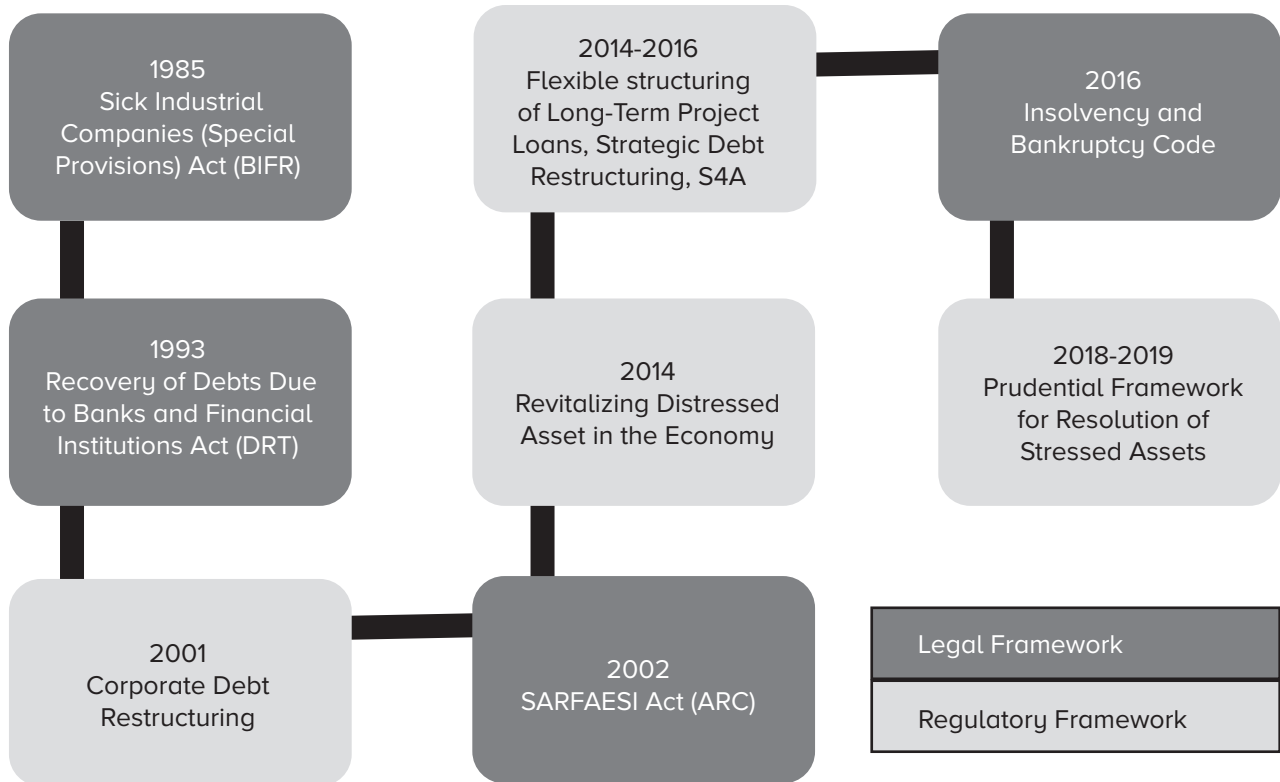 1985
Sick Industrial
Companies (Special
Provisions) Act (BIFR)
1993
Recovery of Debts Due
to Banks and Financial
Institutions Act (DRT)
2001
Corporate Debt
Restructuring
2002
SARFAESI Act (ARC)
2014
Revitalizing Distressed
Asset in the Economy
2014-2016
Flexible structuring
of Long-Term Project
Loans, Strategic Debt
Restructuring, S4A
2016
Insolvency and
Bankruptcy Code
2018-2019
Prudential Framework
for Resolution of
Stressed Assets
Legal Framework
Regulatory Framework